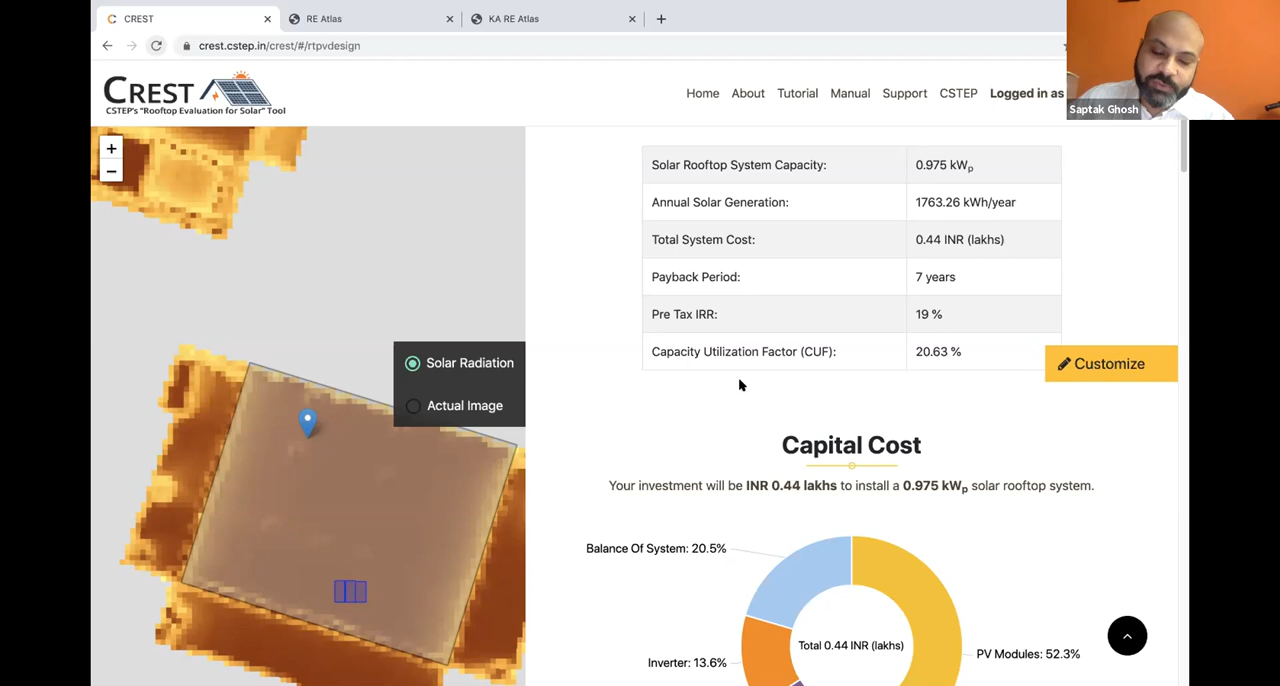 CREST
RE Atlas
KA RE Atlas
crest.cstep.in/crest/#/rtpvdesign
CREST
CSTEP's "Rooftop Evaluation for Solar" Tool
Home About Tutorial Manual Support CSTEP Logged in as
Saptak Ghosh
+
−
Solar Radiation
Actual Image
Solar Rooftop System Capacity: 0.975 kWp
Annual Solar Generation: 1763.26 kWh/year
Total System Cost: 0.44 INR (lakhs)
Payback Period: 7 years
Pre Tax IRR: 19 %
Capacity Utilization Factor (CUF): 20.63 %
Customize
Capital Cost
Your investment will be INR 0.44 lakhs to install a 0.975 kWp solar rooftop system.
Balance Of System: 20.5%
Total 0.44 INR (lakhs)
PV Modules: 52.3%
Inverter: 13.6%